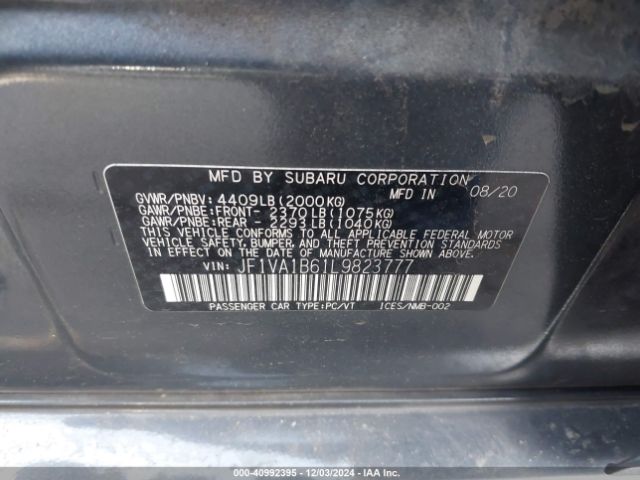 MFD BY SUBARU CORPORATION
MFD IN 08/20
GVWR/PNBV: 4409LB(2000KG)
GAWR/PNBE:FRONT- 2370LB(1075KG)
GAWR/PNBE:REAR - 2293LB(1040KG)
THIS VEHICLE CONFORMS TO ALL APPLICABLE FEDERAL MOTOR
VEHICLE SAFETY, BUMPER, AND THEFT PREVENTION STANDARDS
IN EFFECT ON THE DATE OF MANUFACTURE SHOWN ABOVE.
VIN: JF1VA1B61L9823777
PASSENGER CAR TYPE:PC/VT ICES/NMB-002
000-40992395 - 12/03/2024 - IAA Inc.